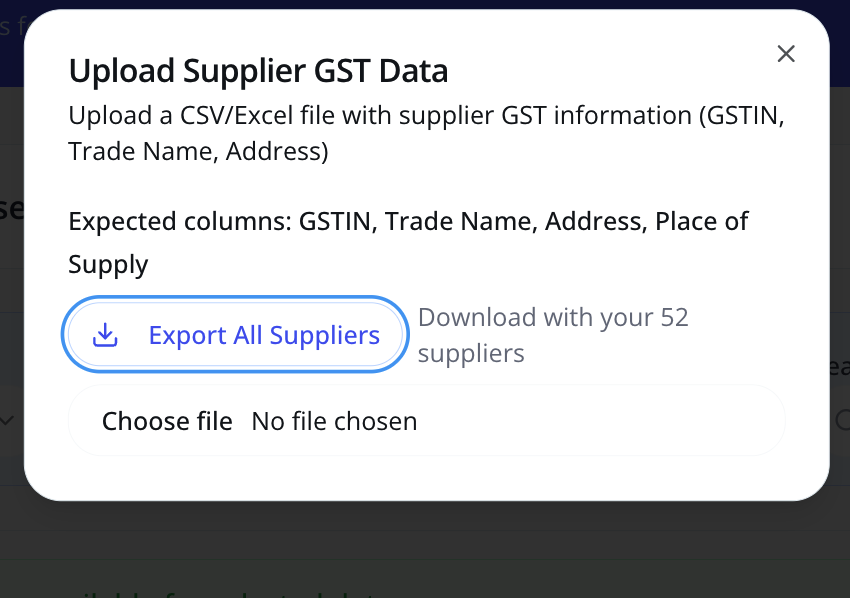 Upload Supplier GST Data
Upload a CSV/Excel file with supplier GST information (GSTIN,
Trade Name, Address)
Expected columns: GSTIN, Trade Name, Address, Place of
Supply
Export All Suppliers
Download with your 52
suppliers
Choose file No file chosen